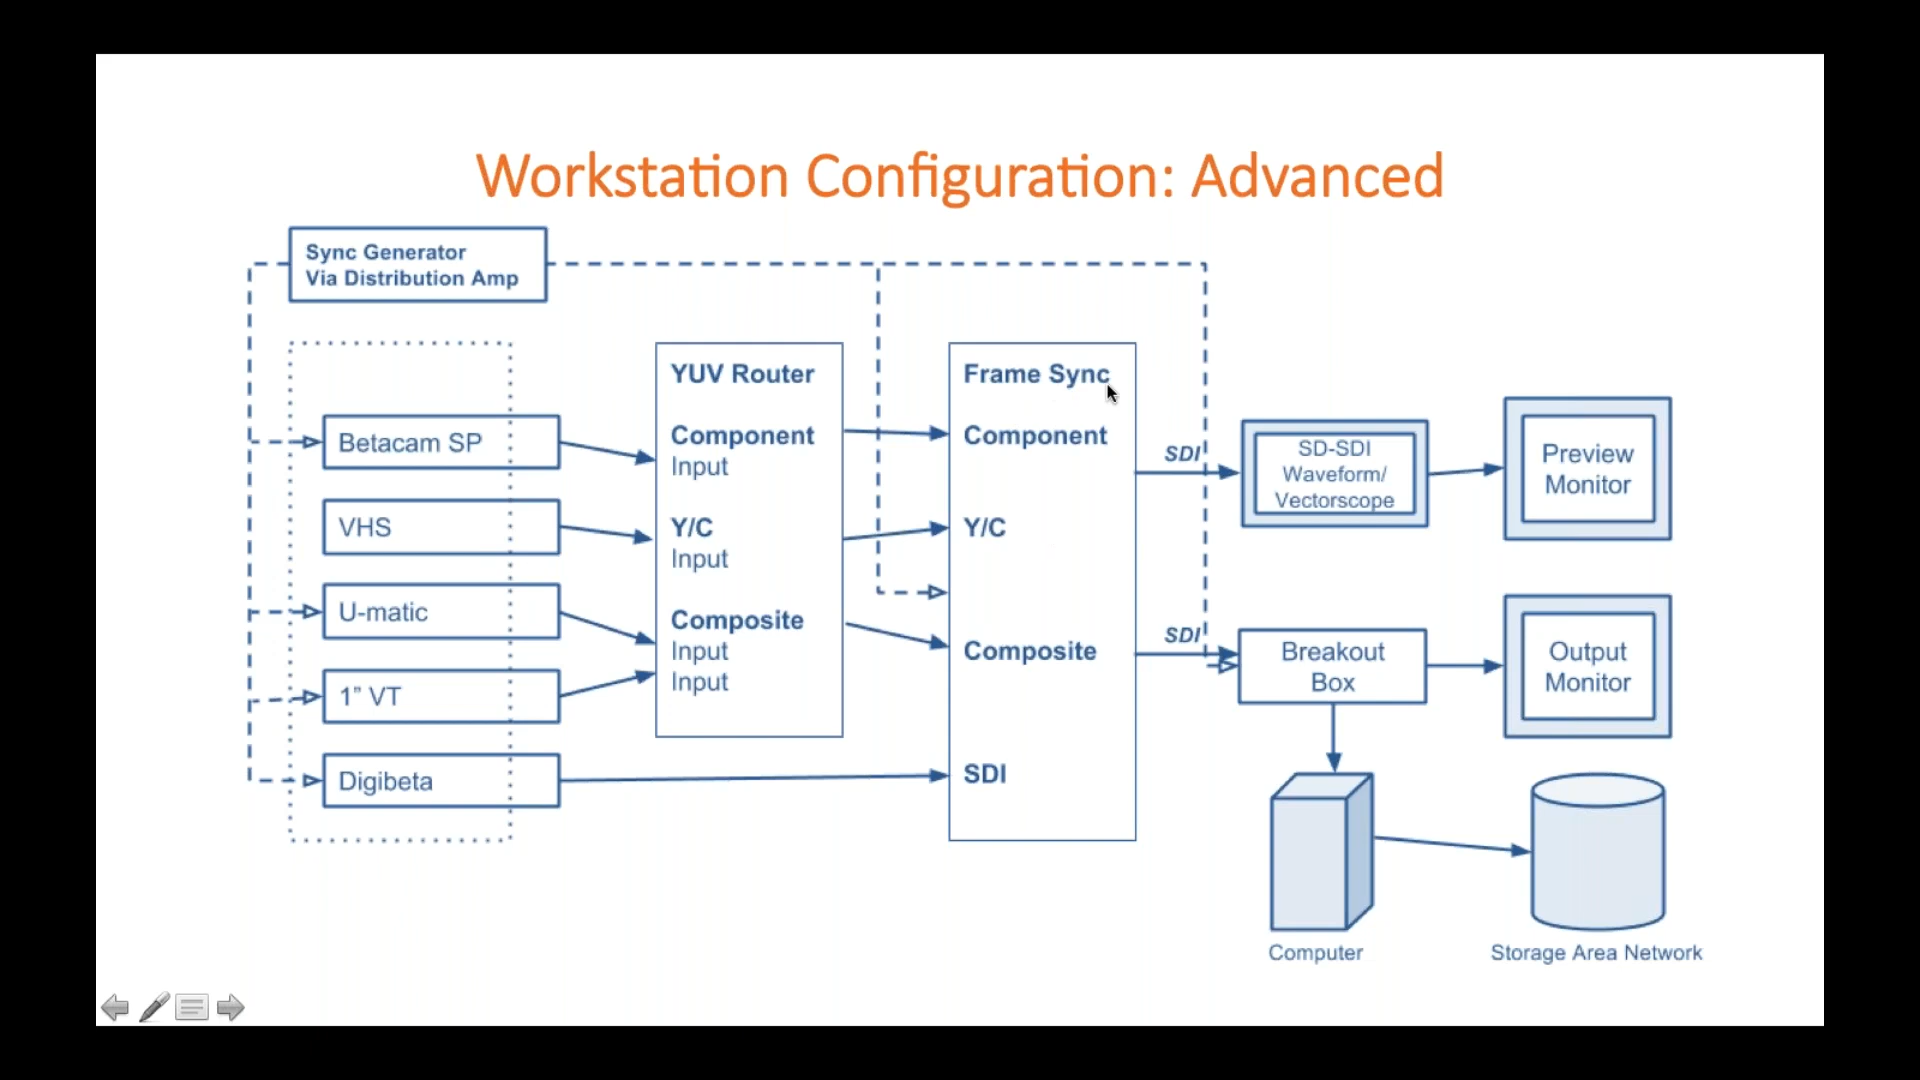 Workstation Configuration: Advanced
Sync Generator
Via Distribution Amp
Betacam SP
VHS
U-matic
1” VT
Digibeta
YUV Router
Component
Input
Y/C
Input
Composite
Input
Input
Frame Sync
Component
Y/C
Composite
SDI
SDI
SDI
SD-SDI
Waveform/
Vectorscope
Preview
Monitor
Breakout
Box
Output
Monitor
Computer
Storage Area Network